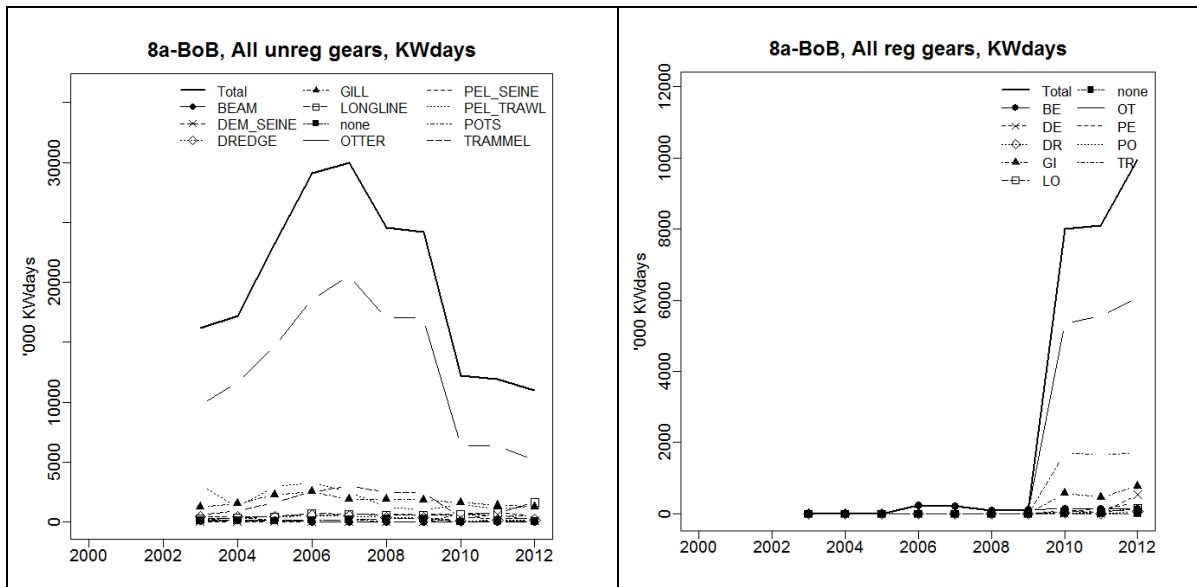 8a-BoB, All unreg gears, KWdays
Total GILL PEL_SEINE
BEAM LONGLINE PEL_TRAWL
DEM_SEINE none POTS
DREDGE OTTER TRAMMEL
'000 KWdays
30000
20000
10000
5000
0
2000 2002 2004 2006 2008 2010 2012
8a-BoB, All reg gears, KWdays
Total none
BE OT
DE PE
DR PO
GI TR
LO
'000 KWdays
12000
10000
8000
6000
4000
2000
0
2000 2002 2004 2006 2008 2010 2012